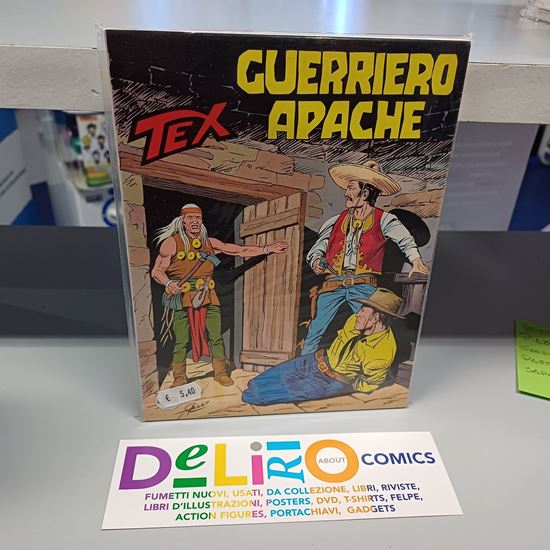 GUERRIERO
APACHE
TEX
€ 5,40
GALEP
DELIRIO ABOUT COMICS
FUMETTI NUOVI, USATI, DA COLLEZIONE, LIBRI, RIVISTE,
LIBRI D'ILLUSTRAZIONI, POSTERS, DVD, T-SHIRTS, FELPE,
ACTION FIGURES, PORTACHIAVI, GADGETS